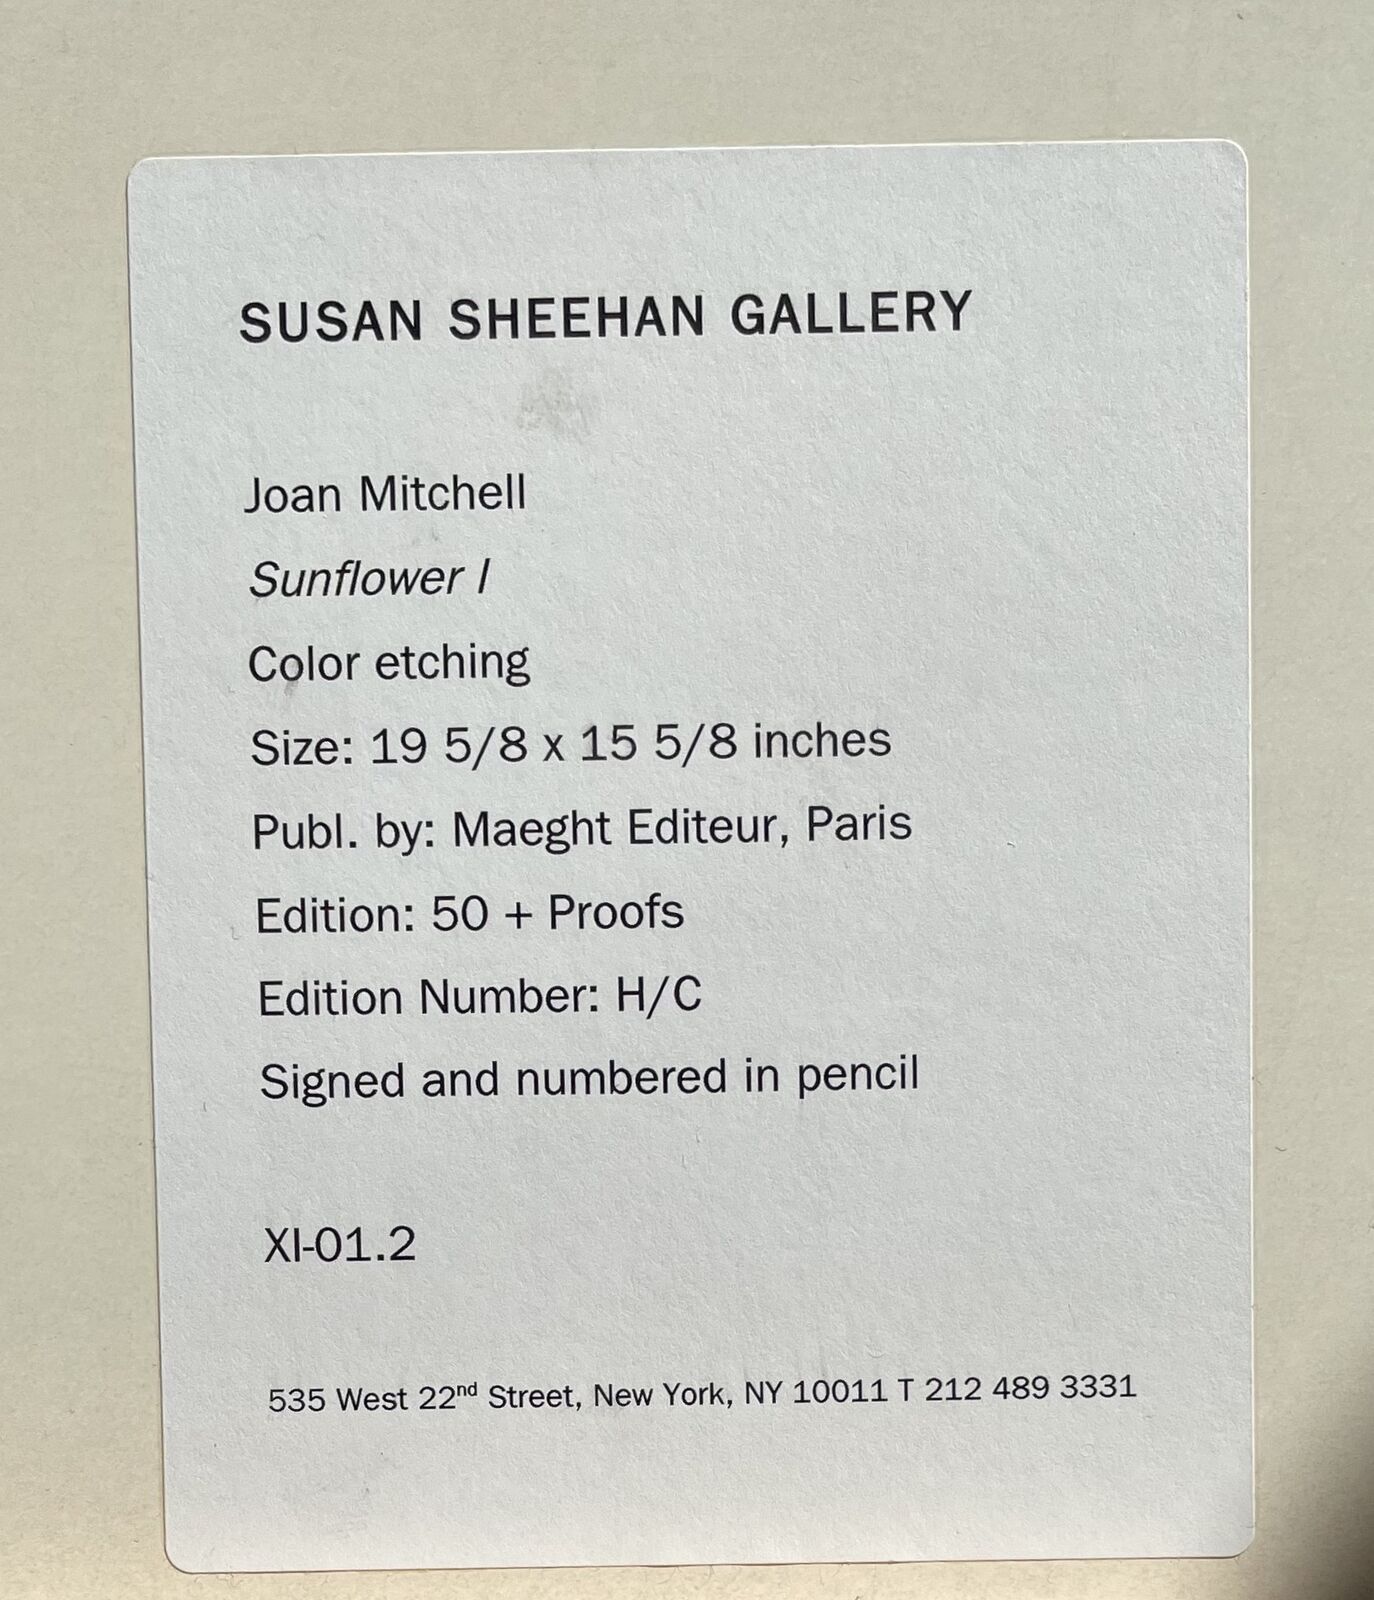 SUSAN SHEEHAN GALLERY
Joan Mitchell
Sunflower I
Color etching
Size: 19 5/8 x 15 5/8 inches
Publ. by: Maeght Editeur, Paris
Edition: 50 + Proofs
Edition Number: H/C
Signed and numbered in pencil
XI-01.2
535 West 22nd Street, New York, NY 10011 T 212 489 3331